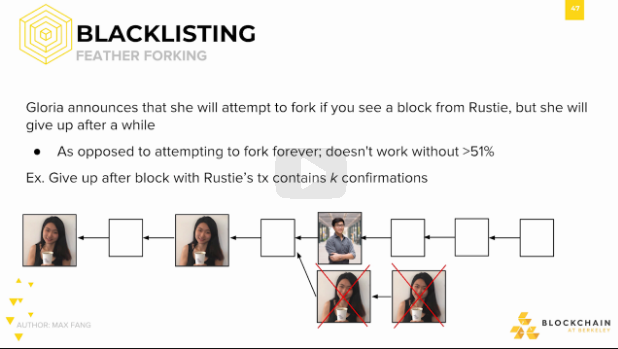 47
BLACKLISTING
FEATHER FORKING
Gloria announces that she will attempt to fork if you see a block from Rustie, but she will
give up after a while
● As opposed to attempting to fork forever; doesn't work without >51%
Ex. Give up after block with Rustie's tx contains k confirmations
AUTHOR: MAX FANG
BLOCKCHAIN
AT BERKELEY